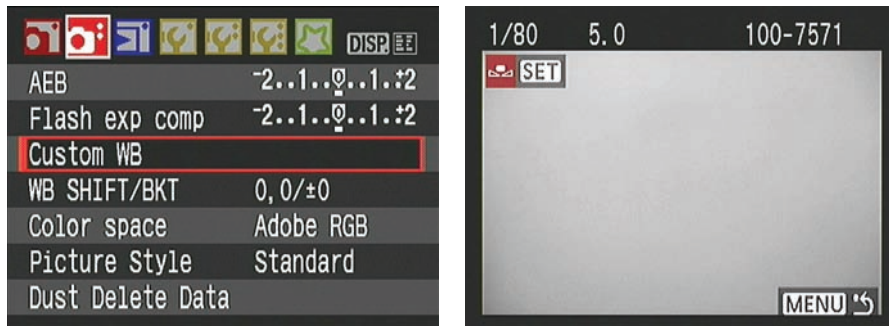 DISP.
AEB -2..1..0..1.:+2
Flash exp comp -2..1..0..1.:+2
Custom WB
WB SHIFT/BKT 0,0/±0
Color space Adobe RGB
Picture Style Standard
Dust Delete Data
1/80 5.0 100-7571
SET
MENU